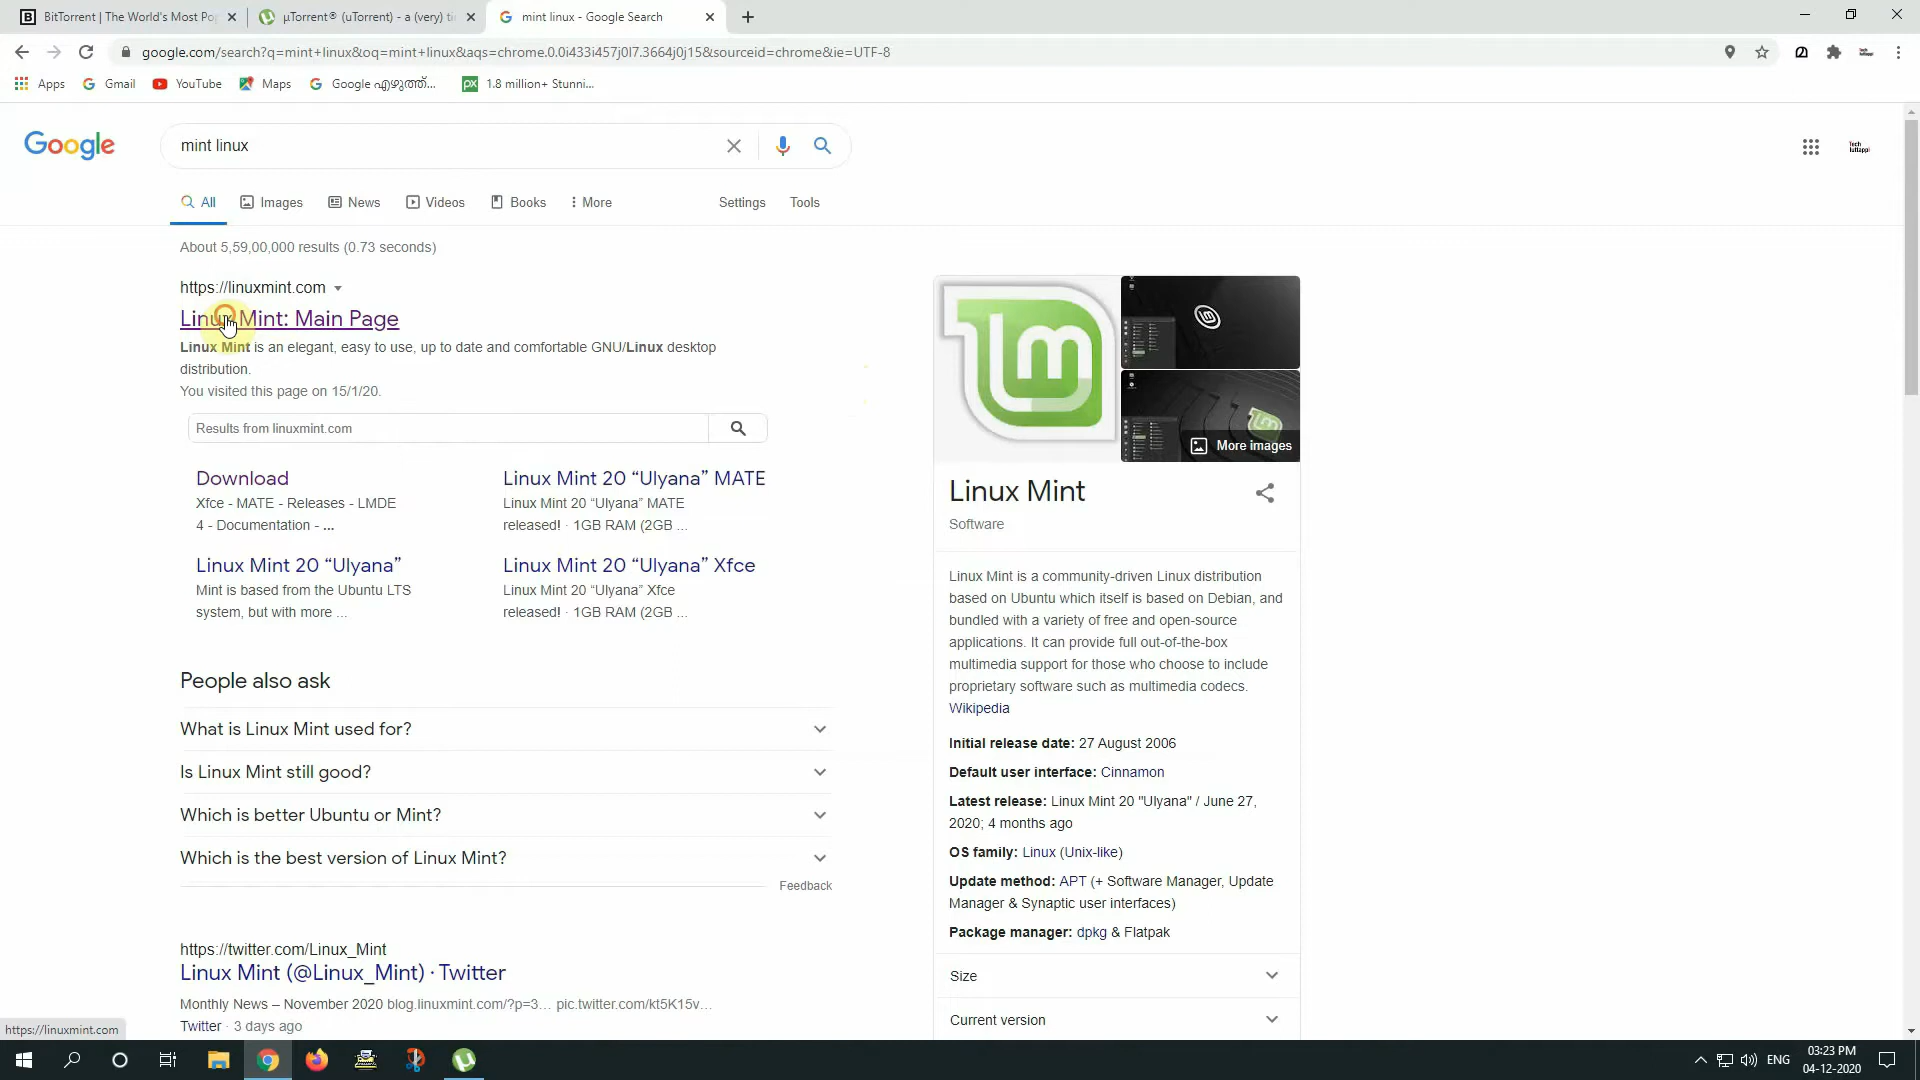 BitTorrent | The World's Most Po
µTorrent® (uTorrent) - a (very) ti
mint linux - Google Search
google.com/search?q=mint+linux&oq=mint+linux&aqs=chrome.0.0i433i457j0l7.3664j0j15&sourceid=chrome&ie=UTF-8
Apps
Gmail
YouTube
Maps
Google എഴുത്ത്...
1.8 million+ Stunni...
Google
mint linux
Tech
luttappi
All
Images
News
Videos
Books
More
Settings
Tools
About 5,59,00,000 results (0.73 seconds)
https://linuxmint.com
Linux Mint: Main Page
Linux Mint is an elegant, easy to use, up to date and comfortable GNU/Linux desktop
distribution.
You visited this page on 15/1/20.
Results from linuxmint.com
Download
Xfce - MATE - Releases - LMDE
4 - Documentation - ...
Linux Mint 20 “Ulyana” MATE
Linux Mint 20 “Ulyana” MATE
released! · 1GB RAM (2GB ...
Linux Mint 20 “Ulyana”
Mint is based from the Ubuntu LTS
system, but with more ...
Linux Mint 20 “Ulyana” Xfce
Linux Mint 20 “Ulyana” Xfce
released! · 1GB RAM (2GB ...
People also ask
What is Linux Mint used for?
Is Linux Mint still good?
Which is better Ubuntu or Mint?
Which is the best version of Linux Mint?
Feedback
https://twitter.com/Linux_Mint
Linux Mint (@Linux_Mint) · Twitter
Monthly News – November 2020 blog.linuxmint.com/?p=3... pic.twitter.com/kt5K15v...
Twitter · 3 days ago
More images
Linux Mint
Software
Linux Mint is a community-driven Linux distribution
based on Ubuntu which itself is based on Debian, and
bundled with a variety of free and open-source
applications. It can provide full out-of-the-box
multimedia support for those who choose to include
proprietary software such as multimedia codecs.
Wikipedia
Initial release date: 27 August 2006
Default user interface: Cinnamon
Latest release: Linux Mint 20 "Ulyana" / June 27,
2020; 4 months ago
OS family: Linux (Unix-like)
Update method: APT (+ Software Manager, Update
Manager & Synaptic user interfaces)
Package manager: dpkg & Flatpak
Size
Current version
https://linuxmint.com
ENG
03:23 PM
04-12-2020